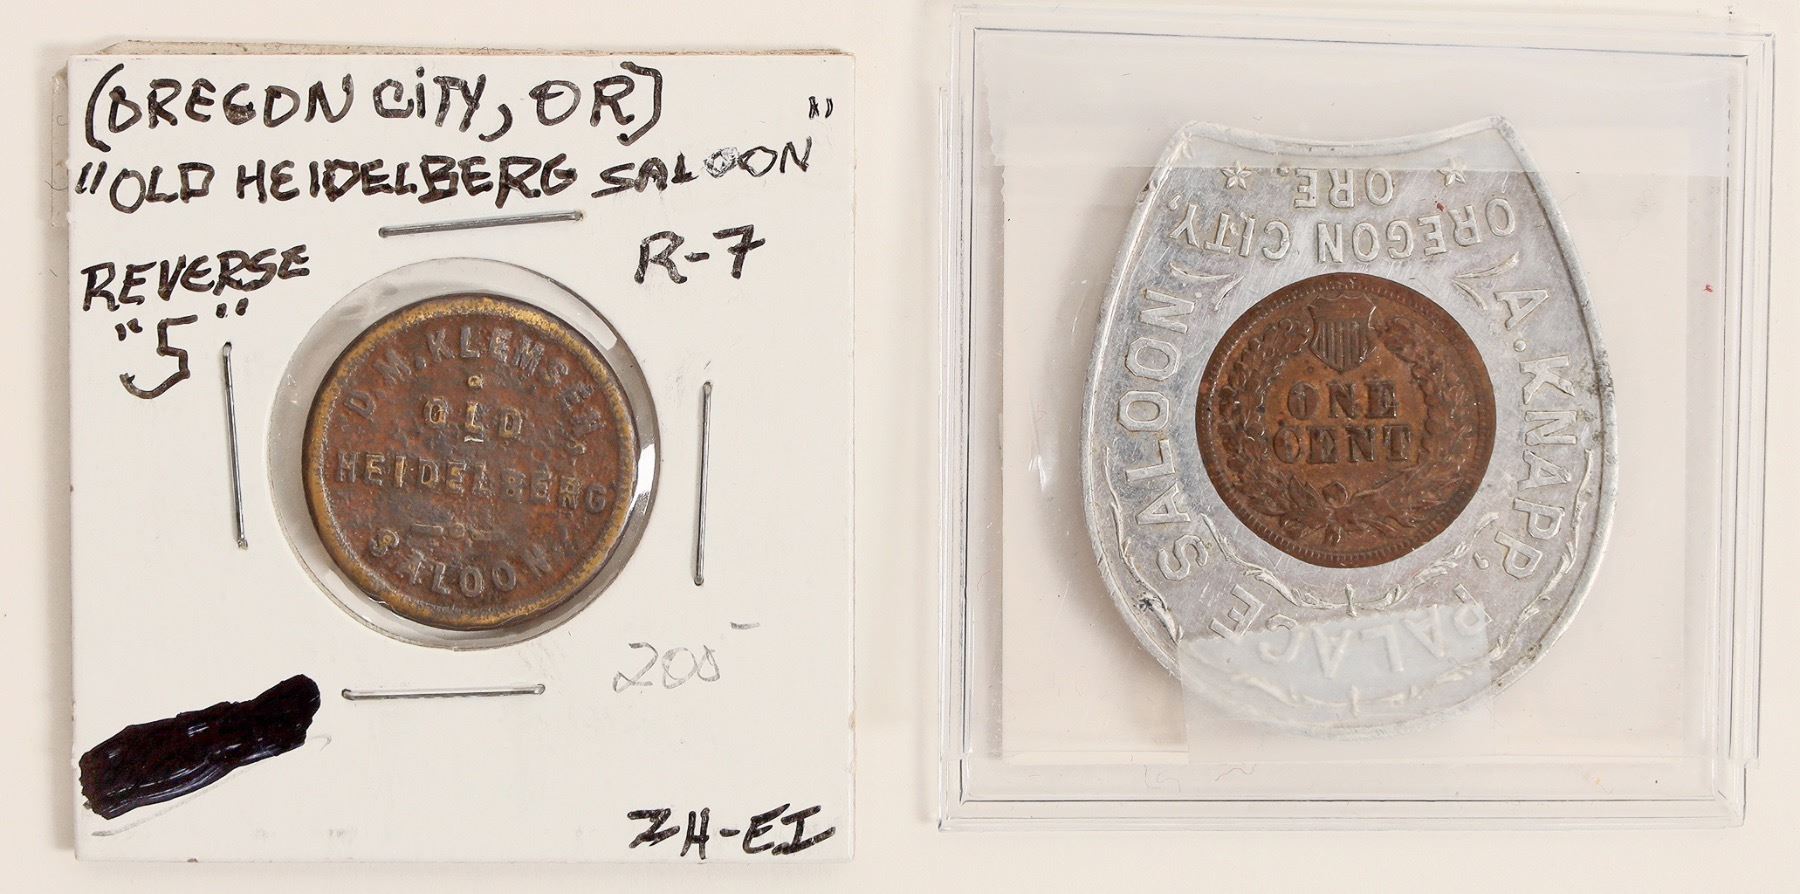 (OREGON CITY, OR)
"OLD HEIDELBERG SALOON"
REVERSE
"5"
R-7
D.M. KLEMSEN
OLD
HEIDELBERG
SALOON
200-
ZH-EI
A. KNAPP,
PALACE
SALOON
OREGON CITY,
ORE.
ONE
CENT